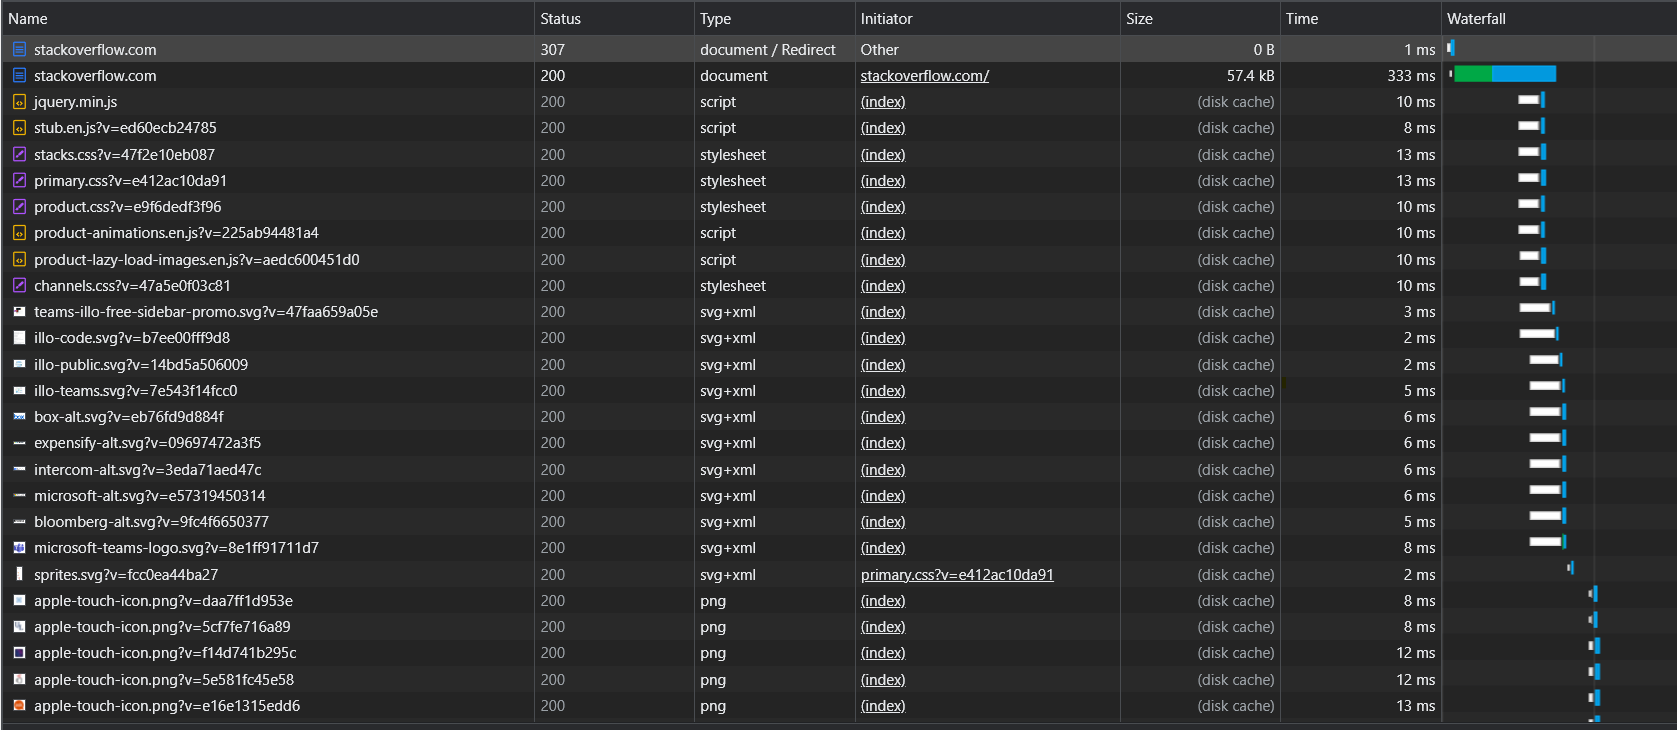 Name Status Type Initiator Size Time Waterfall
stackoverflow.com 307 document / Redirect Other 0 B 1 ms
stackoverflow.com 200 document stackoverflow.com/ 57.4 kB 333 ms
jquery.min.js 200 script (index) (disk cache) 10 ms
stub.en.js?v=ed60ecb24785 200 script (index) (disk cache) 8 ms
stacks.css?v=47f2e10eb087 200 stylesheet (index) (disk cache) 13 ms
primary.css?v=e412ac10da91 200 stylesheet (index) (disk cache) 13 ms
product.css?v=e9f6dedf3f96 200 stylesheet (index) (disk cache) 10 ms
product-animations.en.js?v=225ab94481a4 200 script (index) (disk cache) 10 ms
product-lazy-load-images.en.js?v=aedc600451d0 200 script (index) (disk cache) 10 ms
channels.css?v=47a5e0f03c81 200 stylesheet (index) (disk cache) 10 ms
teams-illo-free-sidebar-promo.svg?v=47faa659a05e 200 svg+xml (index) (disk cache) 3 ms
illo-code.svg?v=b7ee00fff9d8 200 svg+xml (index) (disk cache) 2 ms
illo-public.svg?v=14bd5a506009 200 svg+xml (index) (disk cache) 2 ms
illo-teams.svg?v=7e543f14fcc0 200 svg+xml (index) (disk cache) 5 ms
box-alt.svg?v=eb76fd9d884f 200 svg+xml (index) (disk cache) 6 ms
expensify-alt.svg?v=09697472a3f5 200 svg+xml (index) (disk cache) 6 ms
intercom-alt.svg?v=3eda71aed47c 200 svg+xml (index) (disk cache) 6 ms
microsoft-alt.svg?v=e57319450314 200 svg+xml (index) (disk cache) 6 ms
bloomberg-alt.svg?v=9fc4f6650377 200 svg+xml (index) (disk cache) 5 ms
microsoft-teams-logo.svg?v=8e1ff91711d7 200 svg+xml (index) (disk cache) 8 ms
sprites.svg?v=fcc0ea44ba27 200 svg+xml primary.css?v=e412ac10da91 (disk cache) 2 ms
apple-touch-icon.png?v=daa7ff1d953e 200 png (index) (disk cache) 8 ms
apple-touch-icon.png?v=5cf7fe716a89 200 png (index) (disk cache) 8 ms
apple-touch-icon.png?v=f14d741b295c 200 png (index) (disk cache) 12 ms
apple-touch-icon.png?v=5e581fc45e58 200 png (index) (disk cache) 12 ms
apple-touch-icon.png?v=e16e1315edd6 200 png (index) (disk cache) 13 ms